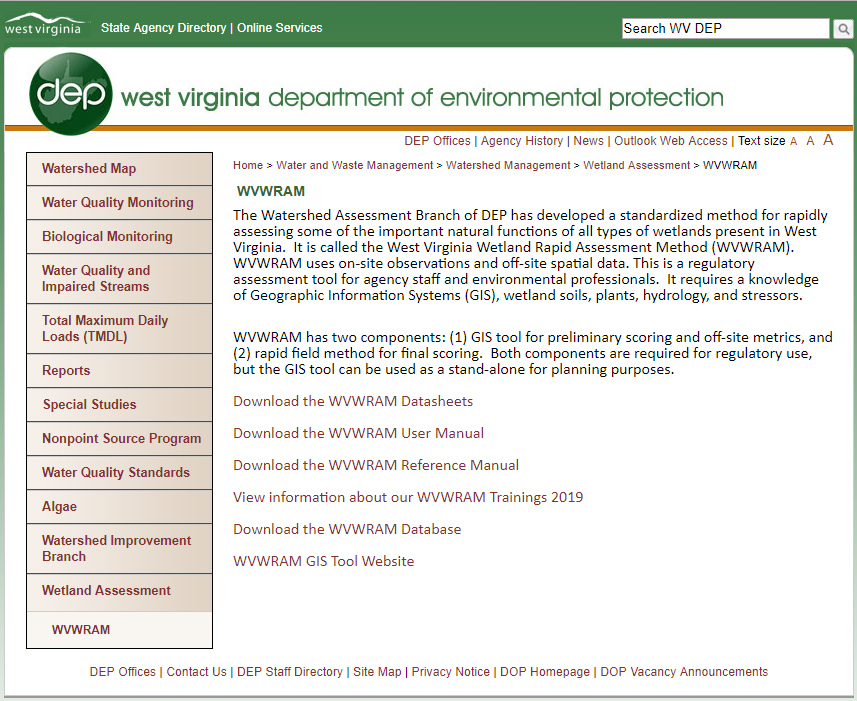 west virginia
State Agency Directory | Online Services
Search WV DEP
dep
west virginia department of environmental protection
DEP Offices | Agency History | News | Outlook Web Access | Text size A A A
Home > Water and Waste Management > Watershed Management > Wetland Assessment > WVWRAM
Watershed Map
Water Quality Monitoring
Biological Monitoring
Water Quality and
Impaired Streams
Total Maximum Daily
Loads (TMDL)
Reports
Special Studies
Nonpoint Source Program
Water Quality Standards
Algae
Watershed Improvement
Branch
Wetland Assessment
WVWRAM
WVWRAM
The Watershed Assessment Branch of DEP has developed a standardized method for rapidly
assessing some of the important natural functions of all types of wetlands present in West
Virginia.  It is called the West Virginia Wetland Rapid Assessment Method (WVWRAM).
WVWRAM uses on-site observations and off-site spatial data. This is a regulatory
assessment tool for agency staff and environmental professionals.  It requires a knowledge
of Geographic Information Systems (GIS), wetland soils, plants, hydrology, and stressors.
WVWRAM has two components: (1) GIS tool for preliminary scoring and off-site metrics, and
(2) rapid field method for final scoring.  Both components are required for regulatory use,
but the GIS tool can be used as a stand-alone for planning purposes.
Download the WVWRAM Datasheets
Download the WVWRAM User Manual
Download the WVWRAM Reference Manual
View information about our WVWRAM Trainings 2019
Download the WVWRAM Database
WVWRAM GIS Tool Website
DEP Offices | Contact Us | DEP Staff Directory | Site Map | Privacy Notice | DOP Homepage | DOP Vacancy Announcements